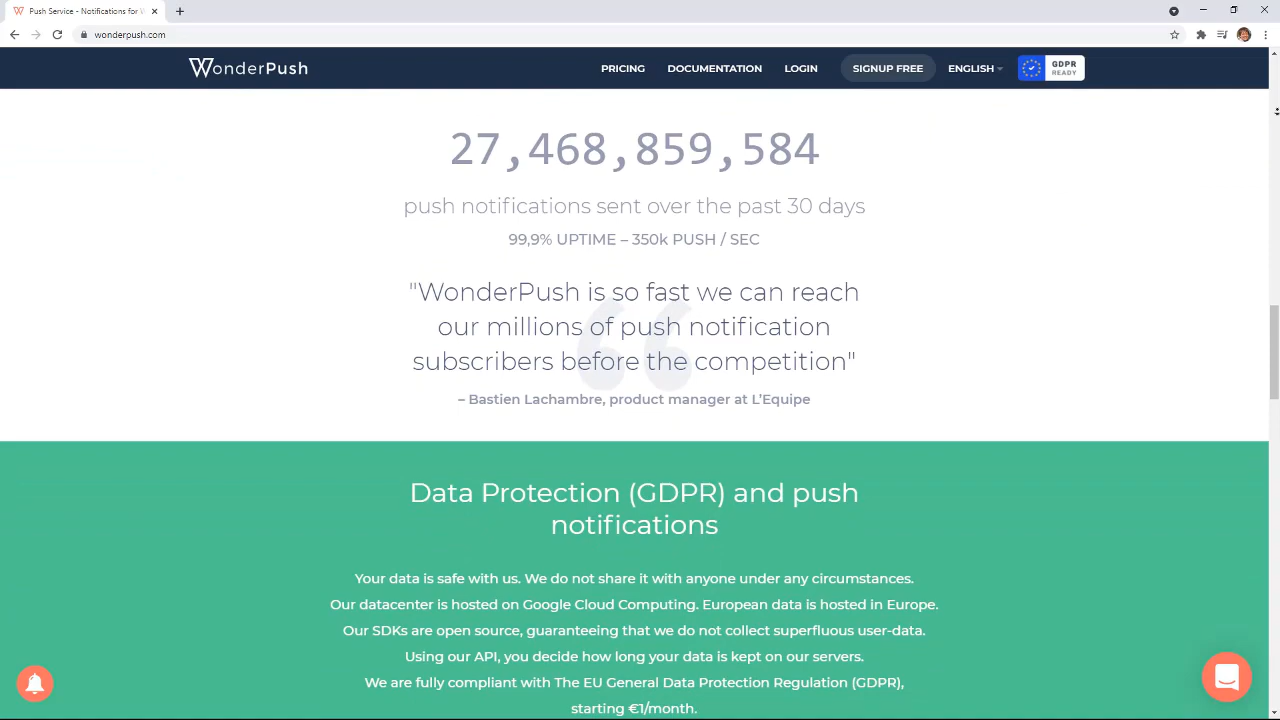 Push Service - Notifications for
wonderpush.com
WonderPush
PRICING
DOCUMENTATION
LOGIN
SIGNUP FREE
ENGLISH
GDPR
READY
27,468,859,584
push notifications sent over the past 30 days
99,9% UPTIME – 350k PUSH / SEC
"WonderPush is so fast we can reach
our millions of push notification
subscribers before the competition"
– Bastien Lachambre, product manager at L’Equipe
Data Protection (GDPR) and push
notifications
Your data is safe with us. We do not share it with anyone under any circumstances.
Our datacenter is hosted on Google Cloud Computing. European data is hosted in Europe.
Our SDKs are open source, guaranteeing that we do not collect superfluous user-data.
Using our API, you decide how long your data is kept on our servers.
We are fully compliant with The EU General Data Protection Regulation (GDPR),
starting €1/month.